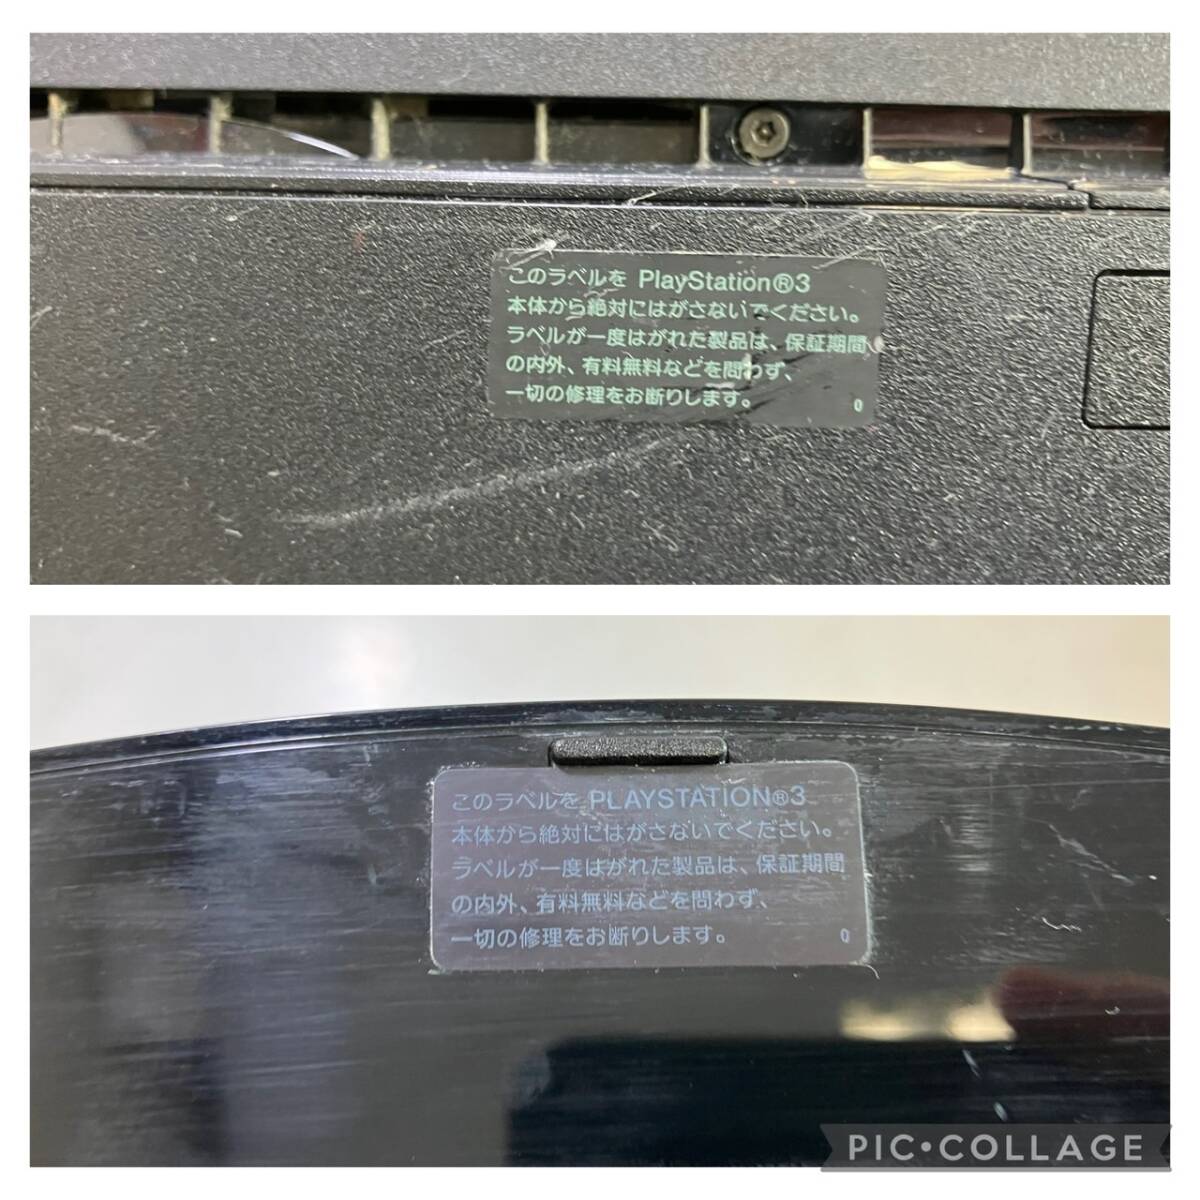 このラベルを PlayStation®3
本体から絶対にはがさないでください。
ラベルが一度はがれた製品は、保証期間
の内外、有料無料などを問わず、
一切の修理をお断りします。 0
このラベルを PLAYSTATION®3
本体から絶対にはがさないでください。
ラベルが一度はがれた製品は、保証期間
の内外、有料無料などを問わず、
一切の修理をお断りします。 0
PIC•COLLAGE